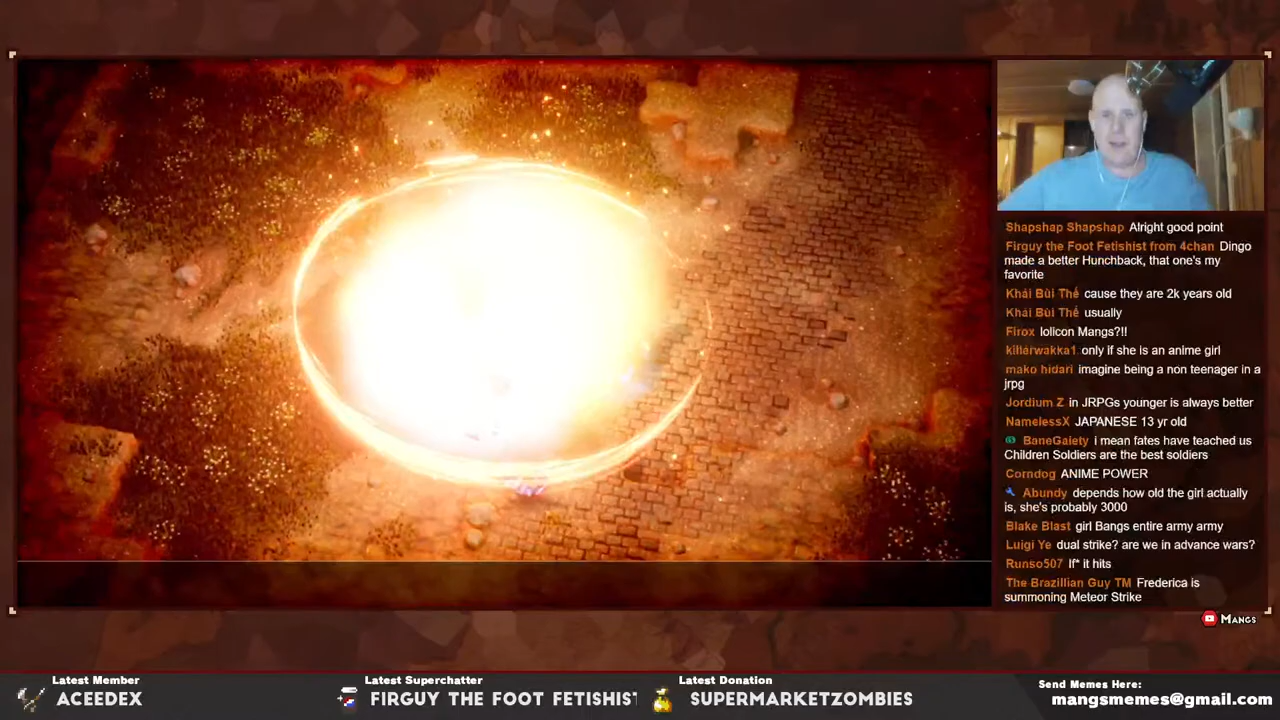 Shapshap Shapshap Alright good point
Firguy the Foot Fetishist from 4chan Dingo
made a better Hunchback, that one's my
favorite
Khải Bùi Thế cause they are 2k years old
Khải Bùi Thế usually
Firox lolicon Mangs?!!
killerwakka1 only if she is an anime girl
mako hidari imagine being a non teenager in a
jrpg
Jordium Z in JRPGs younger is always better
NamelessX JAPANESE 13 yr old
BaneGaiety i mean fates have teached us
Children Soldiers are the best soldiers
Corndog ANIME POWER
Abundy depends how old the girl actually
is, she's probably 3000
Blake Blast girl Bangs entire army army
Luigi Ye dual strike? are we in advance wars?
Runso507 If* it hits
The Brazillian Guy TM Frederica is
summoning Meteor Strike
MANGS
Latest Member
ACEEDEX
Latest Superchatter
FIRGUY THE FOOT FETISHIST
Latest Donation
SUPERMARKETZOMBIES
Send Memes Here:
mangsmemes@gmail.com